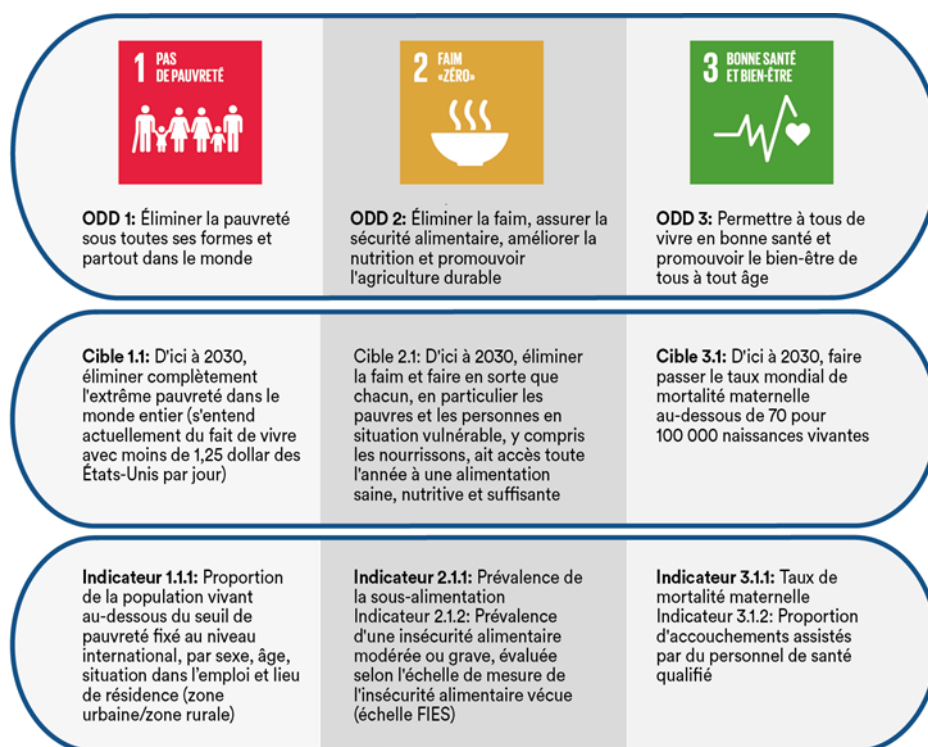 1 PAS
DE PAUVRETÉ
2 FAIM
«ZÉRO»
3 BONNE SANTÉ
ET BIEN-ÊTRE
ODD 1: Éliminer la pauvreté
sous toutes ses formes et
partout dans le monde
ODD 2: Éliminer la faim, assurer la
sécurité alimentaire, améliorer la
nutrition et promouvoir
l'agriculture durable
ODD 3: Permettre à tous de
vivre en bonne santé et
promouvoir le bien-être de
tous à tout âge
Cible 1.1: D'ici à 2030,
éliminer complètement
l'extrême pauvreté dans le
monde entier (s'entend
actuellement du fait de vivre
avec moins de 1,25 dollar des
États-Unis par jour)
Cible 2.1: D'ici à 2030, éliminer
la faim et faire en sorte que
chacun, en particulier les
pauvres et les personnes en
situation vulnérable, y compris
les nourrissons, ait accès toute
l'année à une alimentation
saine, nutritive et suffisante
Cible 3.1: D'ici à 2030, faire
passer le taux mondial de
mortalité maternelle
au-dessous de 70 pour
100 000 naissances vivantes
Indicateur 1.1.1: Proportion
de la population vivant
au-dessous du seuil de
pauvreté fixé au niveau
international, par sexe, âge,
situation dans l'emploi et lieu
de résidence (zone
urbaine/zone rurale)
Indicateur 2.1.1: Prévalence de
la sous-alimentation
Indicateur 2.1.2: Prévalence
d'une insécurité alimentaire
modérée ou grave, évaluée
selon l'échelle de mesure de
l'insécurité alimentaire vécue
(échelle FIES)
Indicateur 3.1.1: Taux de
mortalité maternelle
Indicateur 3.1.2: Proportion
d'accouchements assistés
par du personnel de santé
qualifié